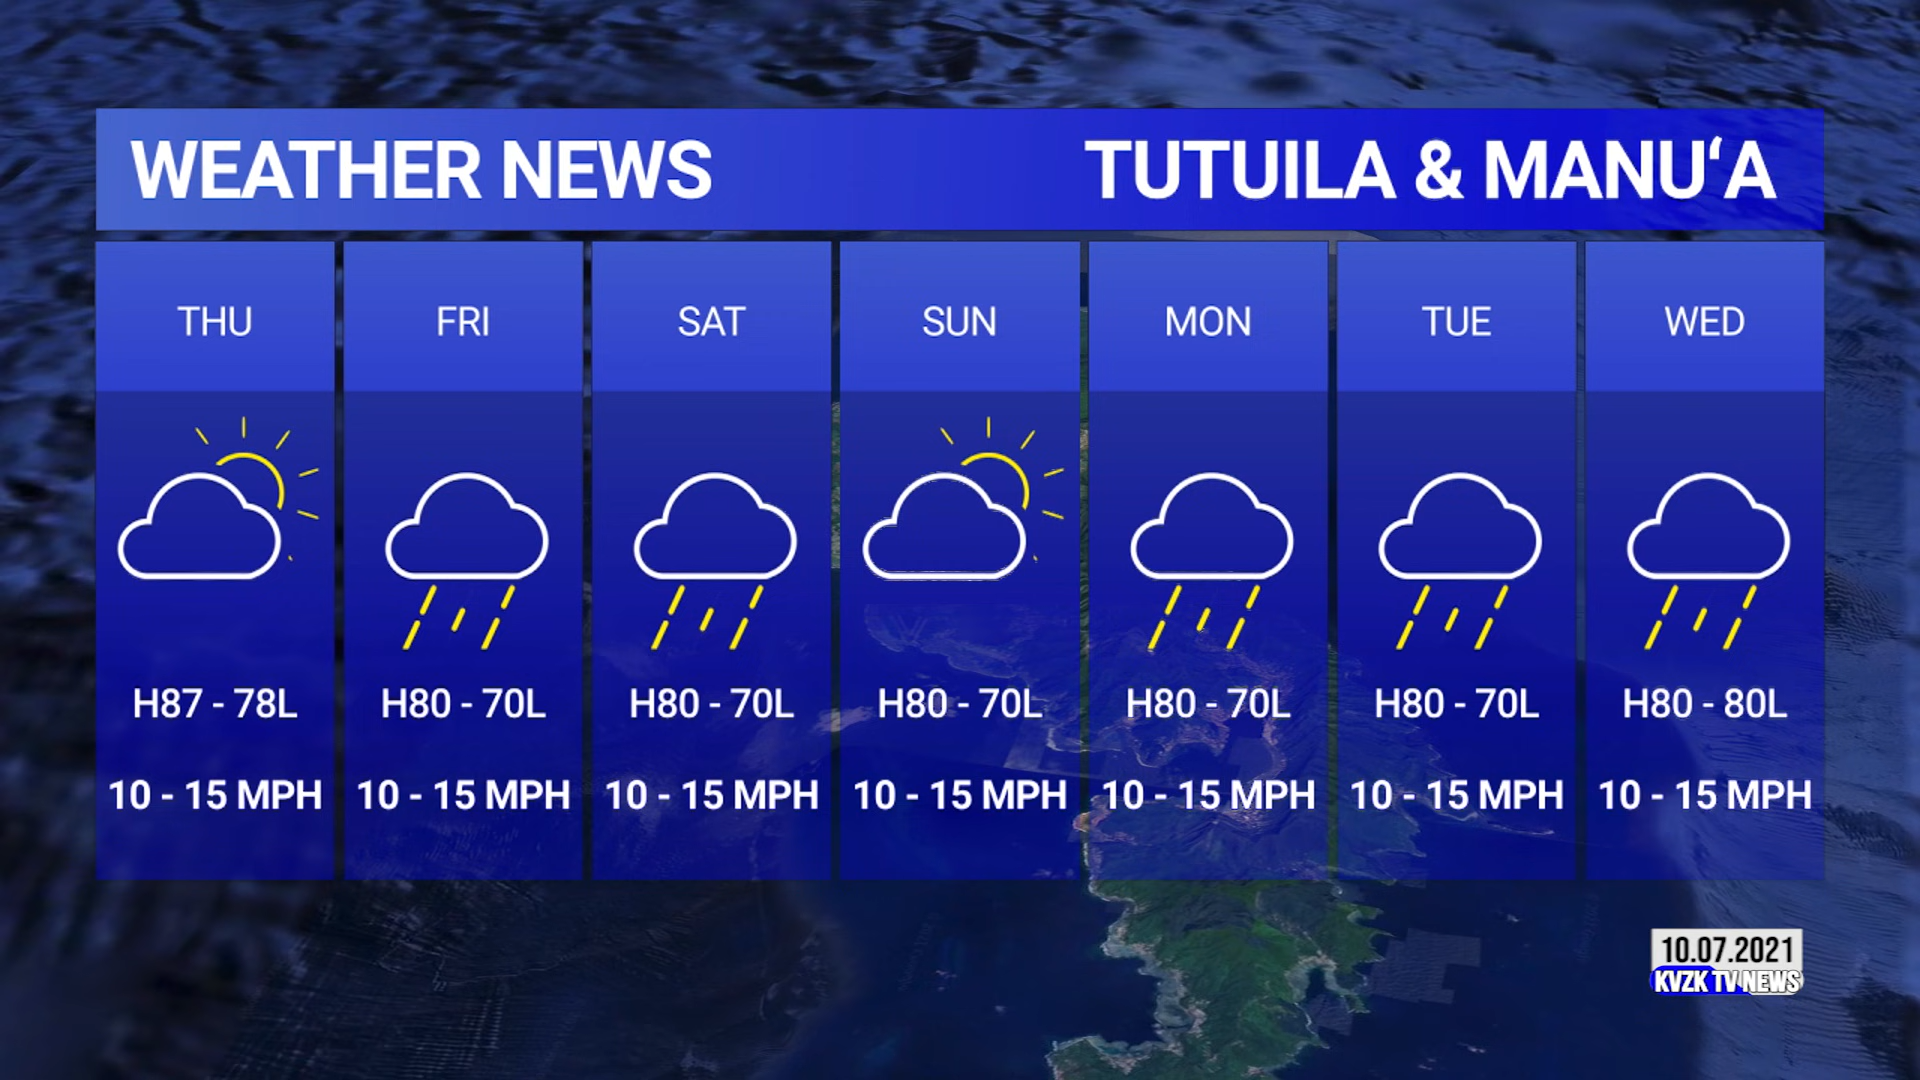 WEATHER NEWS
TUTUILA & MANU‘A
THU
FRI
SAT
SUN
MON
TUE
WED
H87 - 78L
H80 - 70L
H80 - 70L
H80 - 70L
H80 - 70L
H80 - 70L
H80 - 80L
10 - 15 MPH
10 - 15 MPH
10 - 15 MPH
10 - 15 MPH
10 - 15 MPH
10 - 15 MPH
10 - 15 MPH
10.07.2021
KVZK TV NEWS